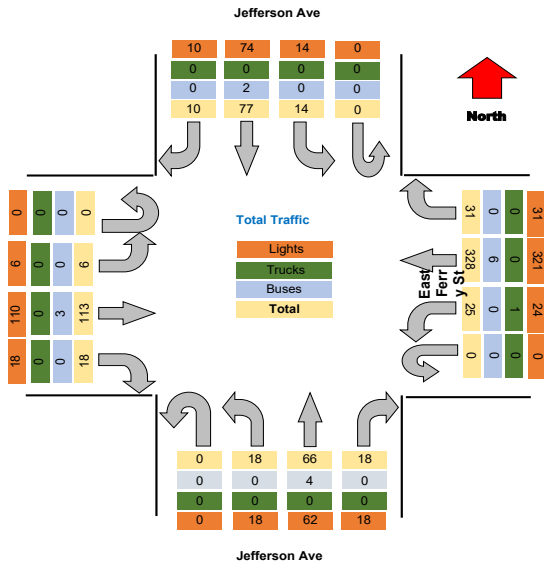 Jefferson Ave
10 74 14 0
0 0 0 0
0 2 0 0
10 77 14 0
North
0 0 0 0
6 0 0 6
110 0 3 113
18 0 0 18
Total Traffic
Lights
Trucks
Buses
Total
31 0 0 31
328 6 0 321
25 0 1 24
0 0 0 0
East
Ferr
y St
0 18 66 18
0 0 4 0
0 0 0 0
0 18 62 18
Jefferson Ave